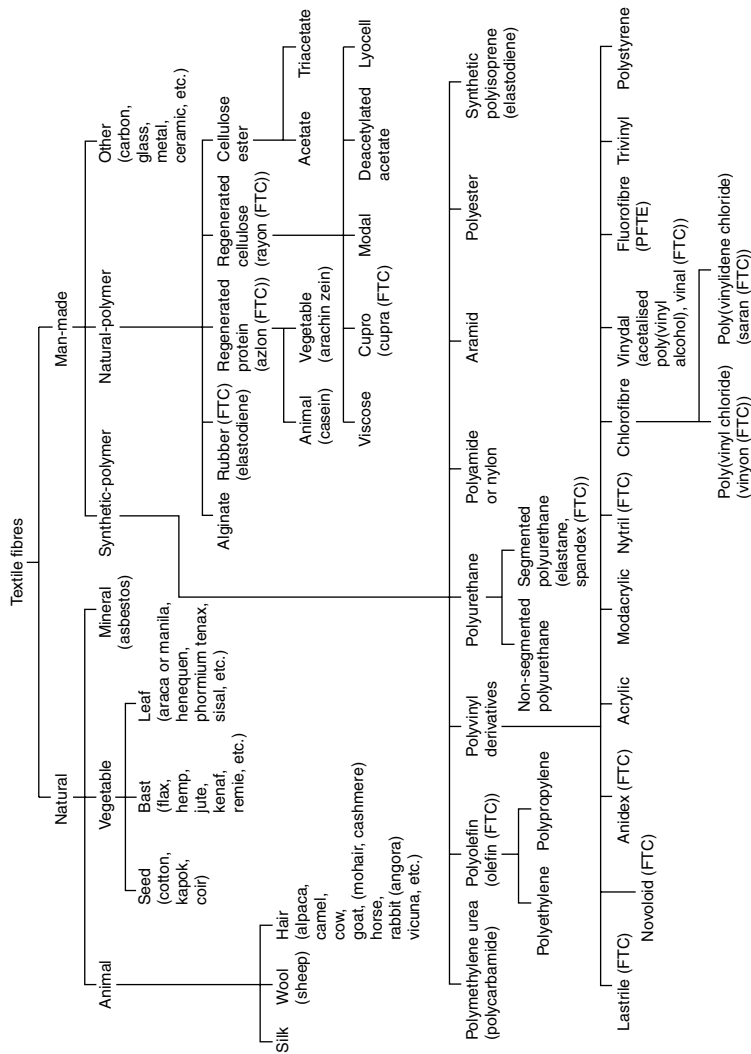 Textile fibres
Natural
Man-made
Animal
Vegetable
Mineral
(asbestos)
Synthetic-polymer
Natural-polymer
Other
(carbon,
glass,
metal,
ceramic, etc.)
Seed
(cotton,
kapok,
coir)
Bast
(flax,
hemp,
jute,
kenaf,
remie, etc.)
Leaf
(araca or manila,
henequen,
phormium tenax,
sisal, etc.)
Alginate
Rubber (FTC)
(elastodiene)
Regenerated
protein
(azlon (FTC))
Regenerated
cellulose
(rayon (FTC))
Cellulose
ester
Silk
Wool
(sheep)
Hair
(alpaca,
camel,
cow,
goat, (mohair, cashmere)
horse,
rabbit (angora)
vicuna, etc.)
Animal
(casein)
Vegetable
(arachin zein)
Acetate
Triacetate
Viscose
Cupro
(cupra (FTC)
Modal
Deacetylated
acetate
Lyocell
Polymethylene urea
(polycarbamide)
Polyolefin
(olefin (FTC))
Polyvinyl
derivatives
Polyurethane
Polyamide
or nylon
Aramid
Polyester
Synthetic
polyisoprene
(elastodiene)
Polyethylene
Polypropylene
Non-segmented
polyurethane
Segmented
polyurethane
(elastane,
spandex (FTC))
Lastrile (FTC)
Novoloid (FTC)
Anidex (FTC)
Acrylic
Modacrylic
Nytril (FTC)
Chlorofibre
Vinydal
(acetalised
poly(vinyl
alcohol), vinal (FTC))
Fluorofibre
(PFTE)
Trivinyl
Polystyrene
Poly(vinyl chloride)
(vinyon (FTC))
Poly(vinylidene chloride)
(saran (FTC))